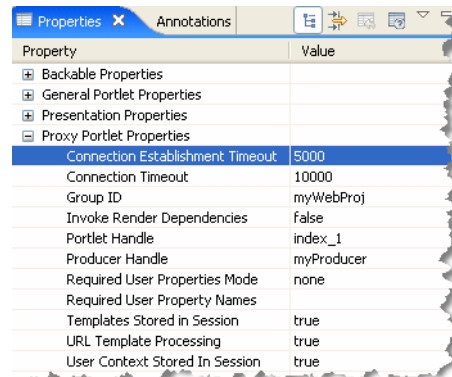 Properties Annotations
Property Value
Backable Properties
General Portlet Properties
Presentation Properties
Proxy Portlet Properties
Connection Establishment Timeout 5000
Connection Timeout 10000
Group ID myWebProj
Invoke Render Dependencies false
Portlet Handle index_1
Producer Handle myProducer
Required User Properties Mode none
Required User Property Names
Templates Stored in Session true
URL Template Processing true
User Context Stored In Session true